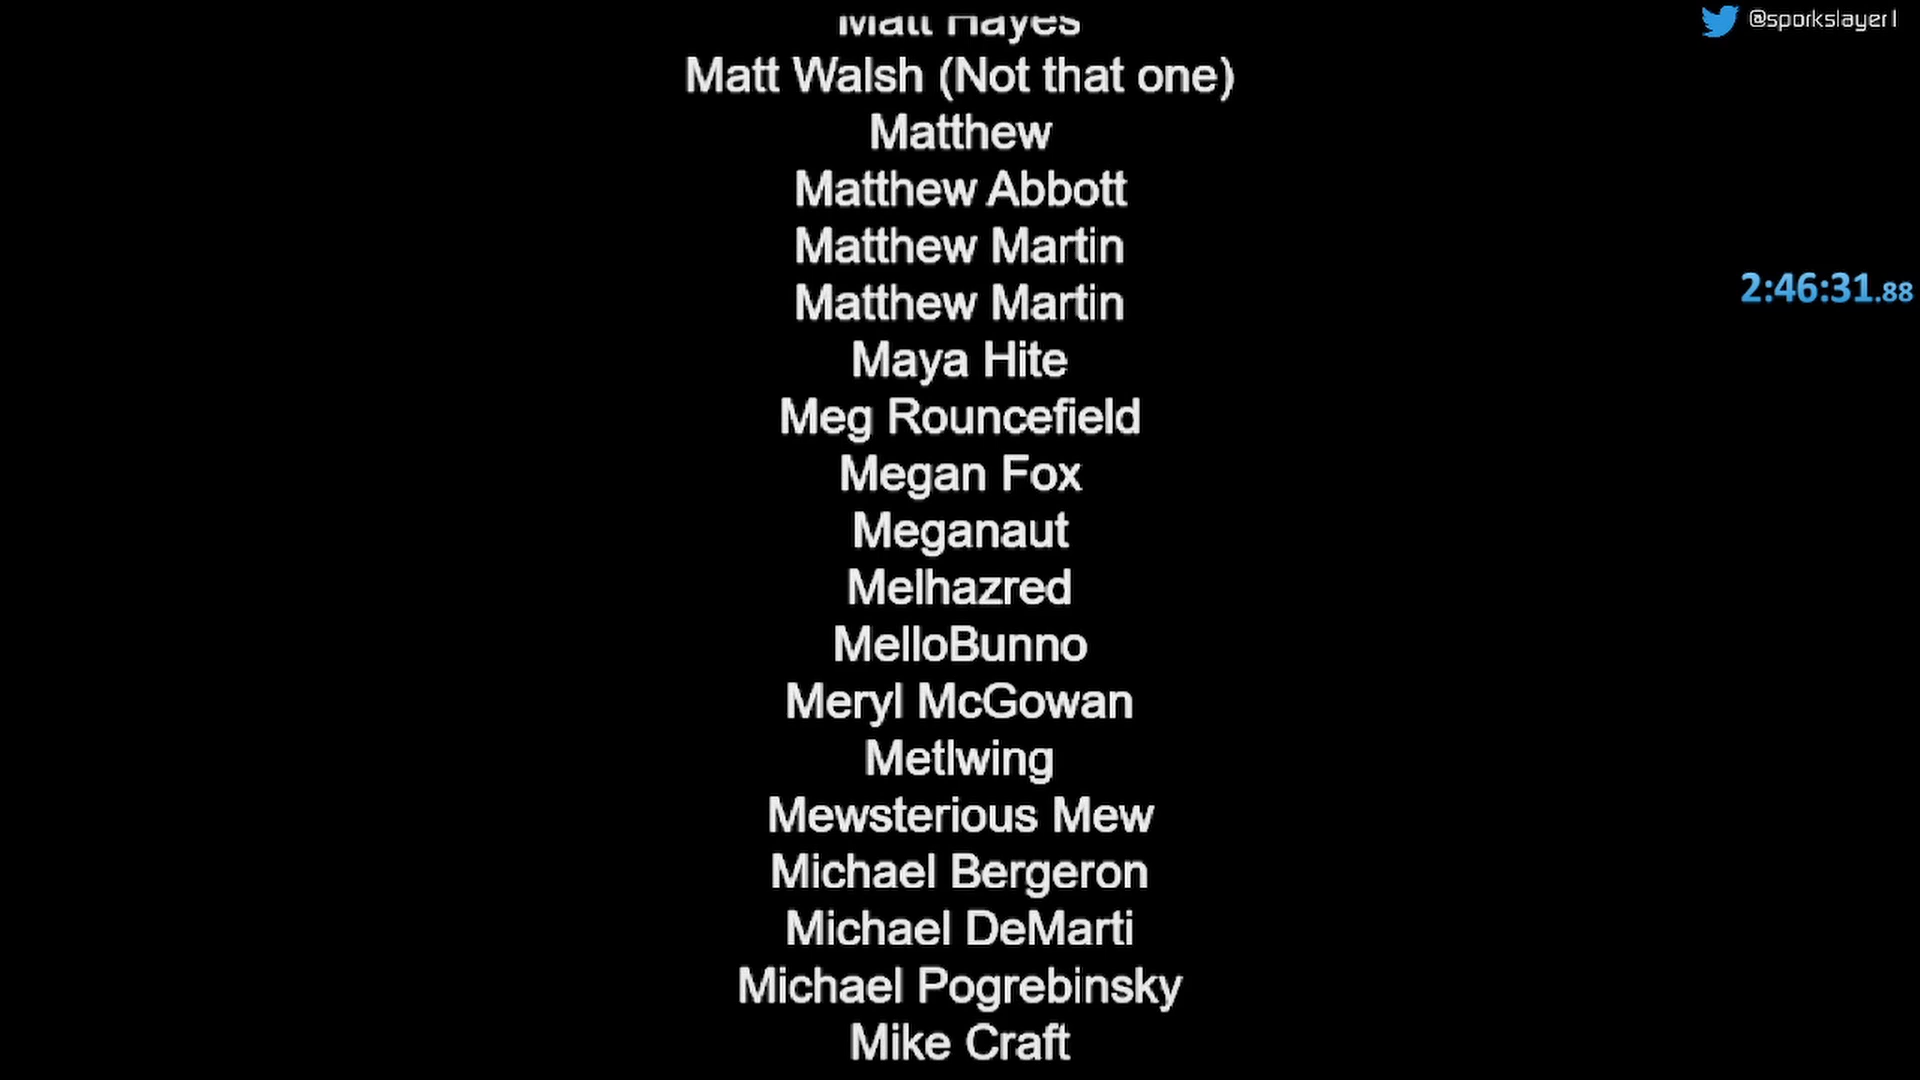 Matt Hayes
@sporkslayer1
Matt Walsh (Not that one)
Matthew
Matthew Abbott
Matthew Martin
2:46:31.88
Matthew Martin
Maya Hite
Meg Rouncefield
Megan Fox
Meganaut
Melhazred
MelloBunno
Meryl McGowan
Metlwing
Mewsterious Mew
Michael Bergeron
Michael DeMarti
Michael Pogrebinsky
Mike Craft